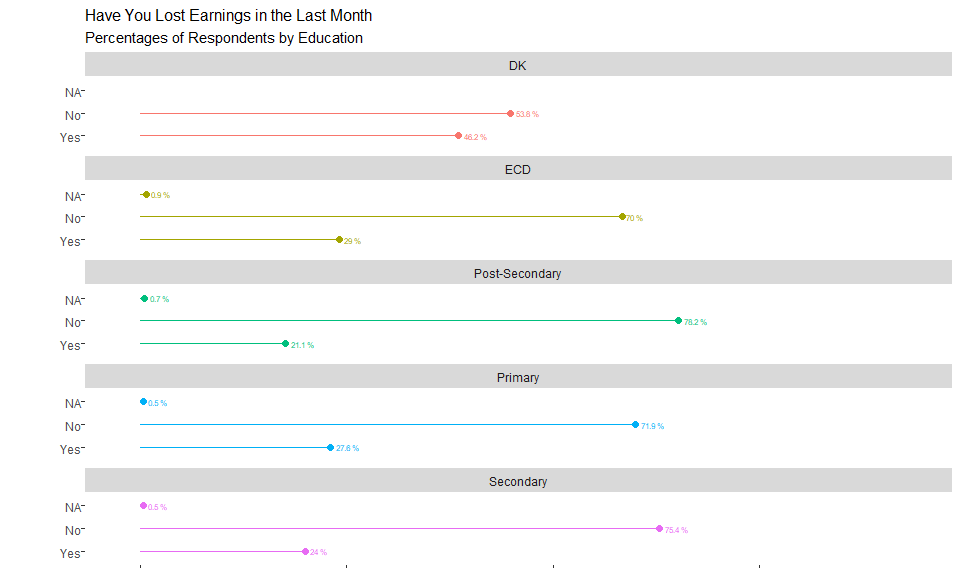 Have You Lost Earnings in the Last Month
Percentages of Respondents by Education
DK
NA
No 53.8 %
Yes 46.2 %
ECD
NA 0.9 %
No 70 %
Yes 29 %
Post-Secondary
NA 0.7 %
No 78.2 %
Yes 21.1 %
Primary
NA 0.5 %
No 71.9 %
Yes 27.6 %
Secondary
NA 0.5 %
No 75.4 %
Yes 24 %